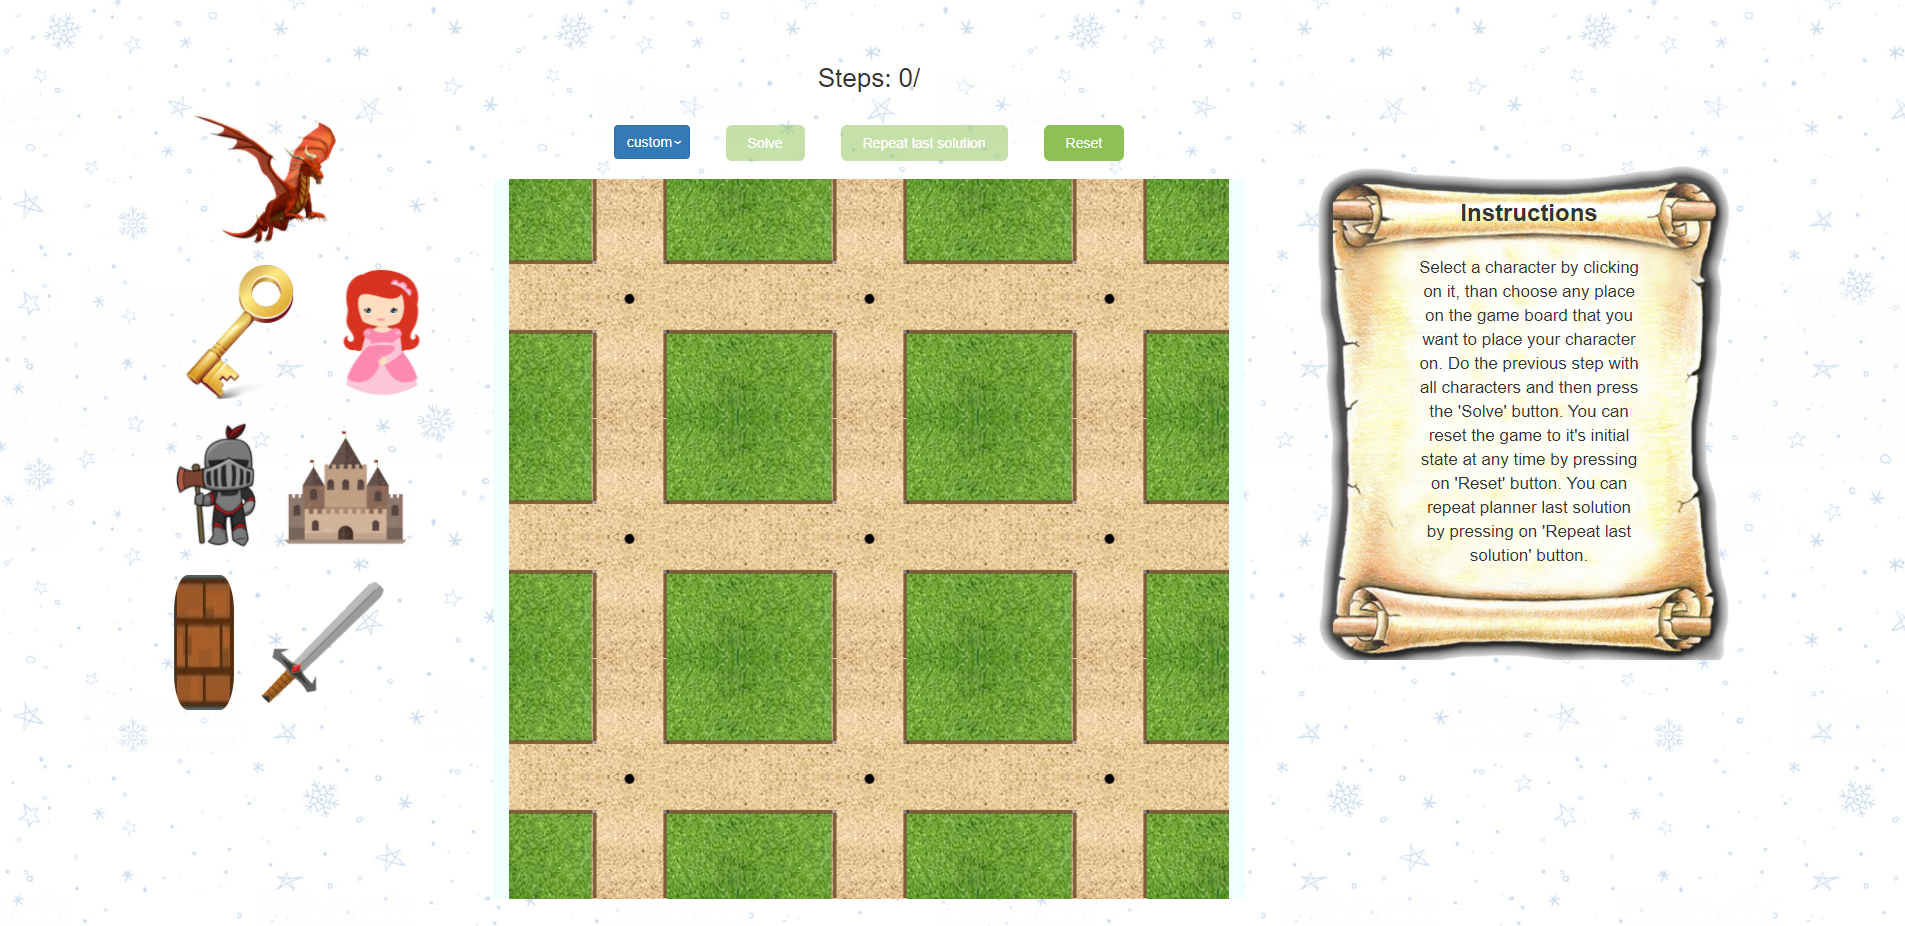 Steps: 0/
custom
Solve
Repeat last solution
Reset
Instructions
Select a character by clicking
on it, than choose any place
on the game board that you
want to place your character
on. Do the previous step with
all characters and then press
the 'Solve' button. You can
reset the game to it's initial
state at any time by pressing
on 'Reset' button. You can
repeat planner last solution
by pressing on 'Repeat last
solution' button.